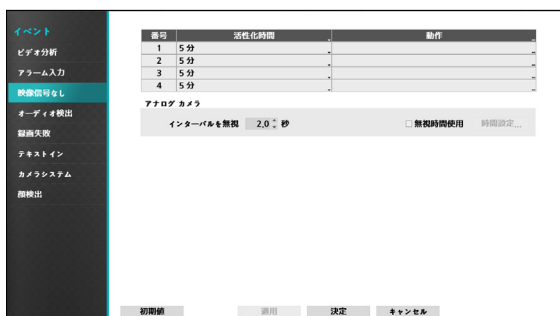 イベント
ビデオ分析
アラーム入力
映像信号なし
オーディオ検出
録画失敗
テキストイン
カメラシステム
顔検出
番号 活性化時間 動作
1 5 分
2 5 分
3 5 分
4 5 分
アナログ カメラ
インターバルを無視 2.0 秒 無視時間使用 時間設定...
初期値 適用 決定 キャンセル